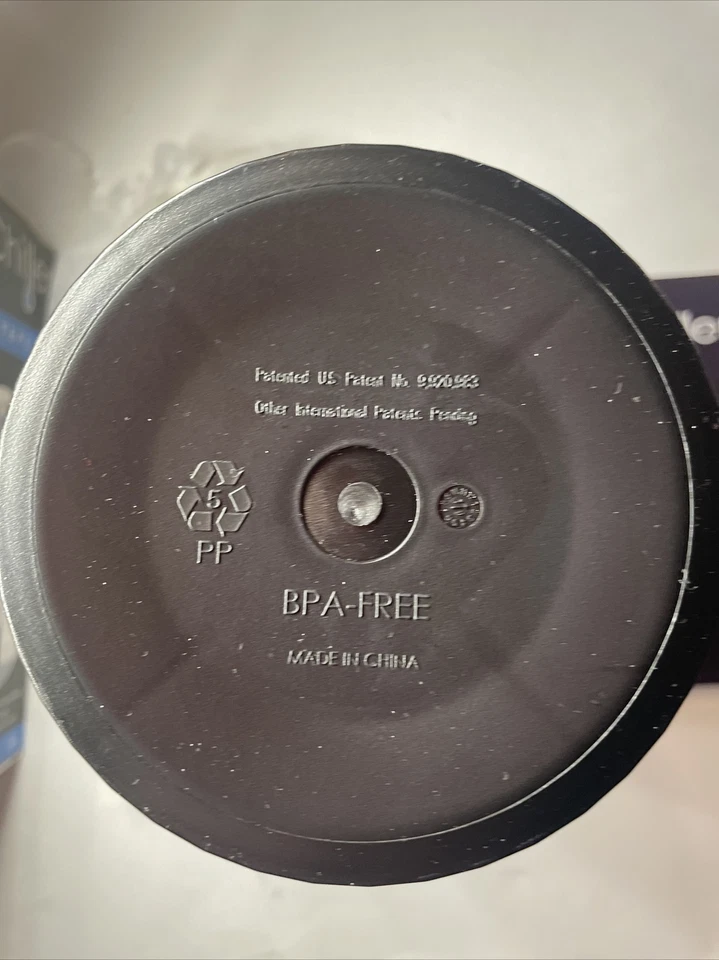 Patented US Patent No. 9,920,983
Other International Patents Pending
5
PP
BPA-FREE
MADE IN CHINA